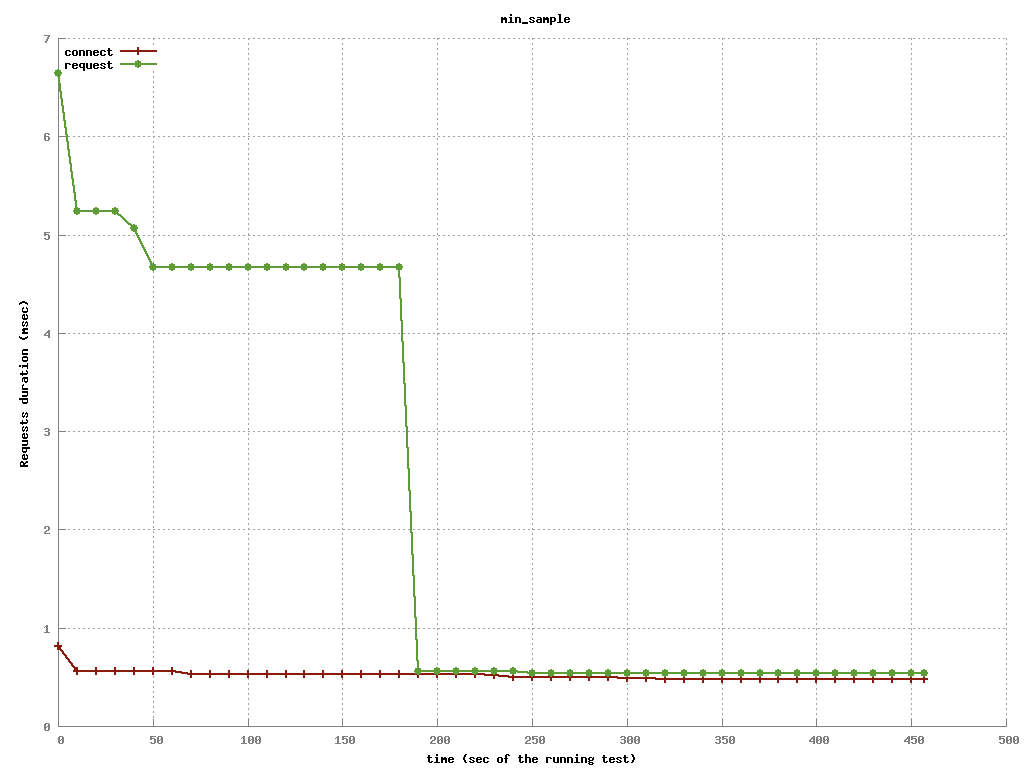 min_sample
connect
request
7
6
5
4
3
2
1
0
Requests duration (msec)
0 50 100 150 200 250 300 350 400 450 500
time (sec of the running test)